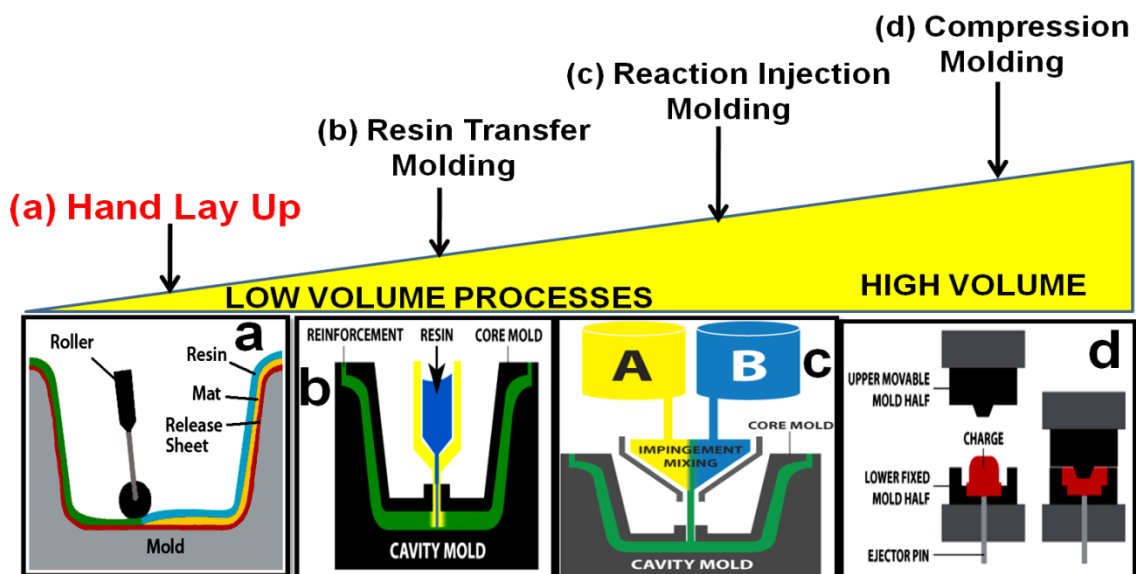 (d) Compression
Molding
(c) Reaction Injection
Molding
(b) Resin Transfer
Molding
(a) Hand Lay Up
LOW VOLUME PROCESSES
HIGH VOLUME
a
Roller
Resin
Mat
Release
Sheet
Mold
b
REINFORCEMENT
RESIN
CORE MOLD
CAVITY MOLD
c
A
B
CORE MOLD
IMPINGEMENT
MIXING
CAVITY MOLD
d
UPPER MOVABLE
MOLD HALF
CHARGE
LOWER FIXED
MOLD HALF
EJECTOR PIN